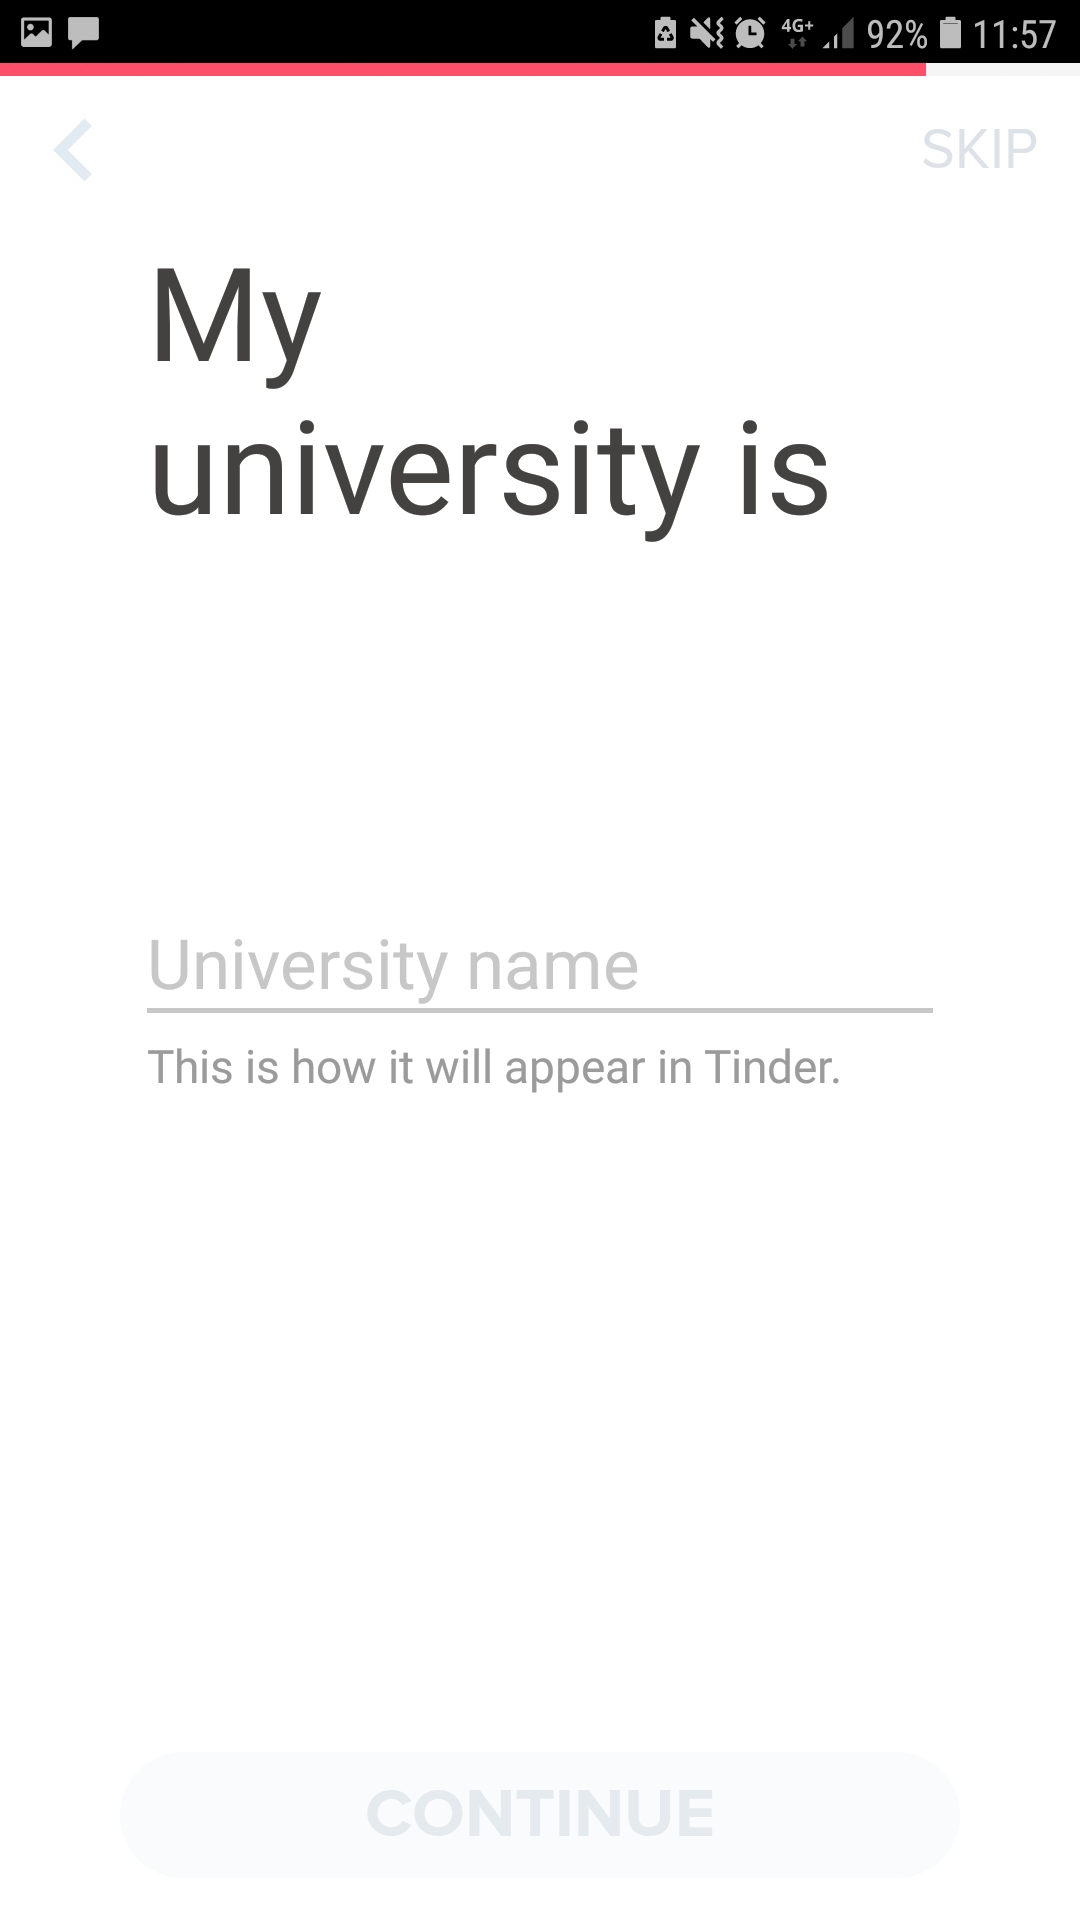 4G+ 92% 11:57
SKIP
My
university is
University name
This is how it will appear in Tinder.
CONTINUE